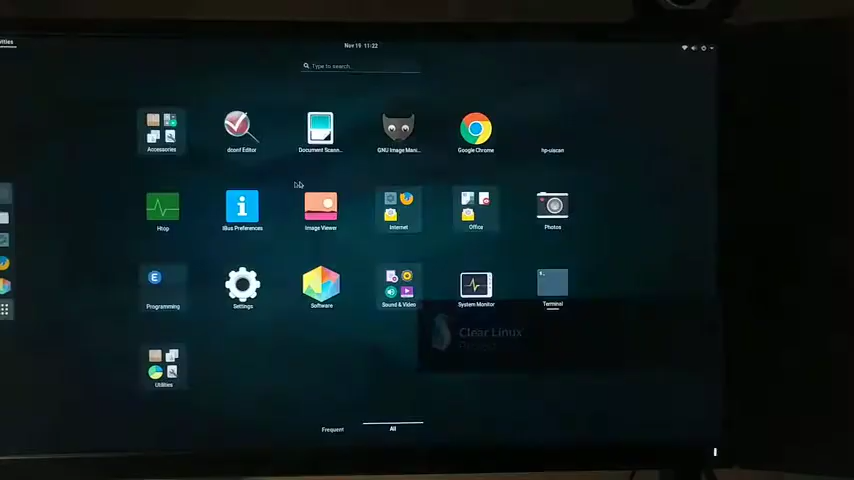 Nov 19 11:22
Type to search...
Accessories
dconf Editor
Document Scann...
GNU Image Mani...
Google Chrome
hp-uiscan
Htop
IBus Preferences
Image Viewer
Internet
Office
Photos
Programming
Settings
Software
Sound & Video
System Monitor
Terminal
Clear Linux
Utilities
Frequent
All